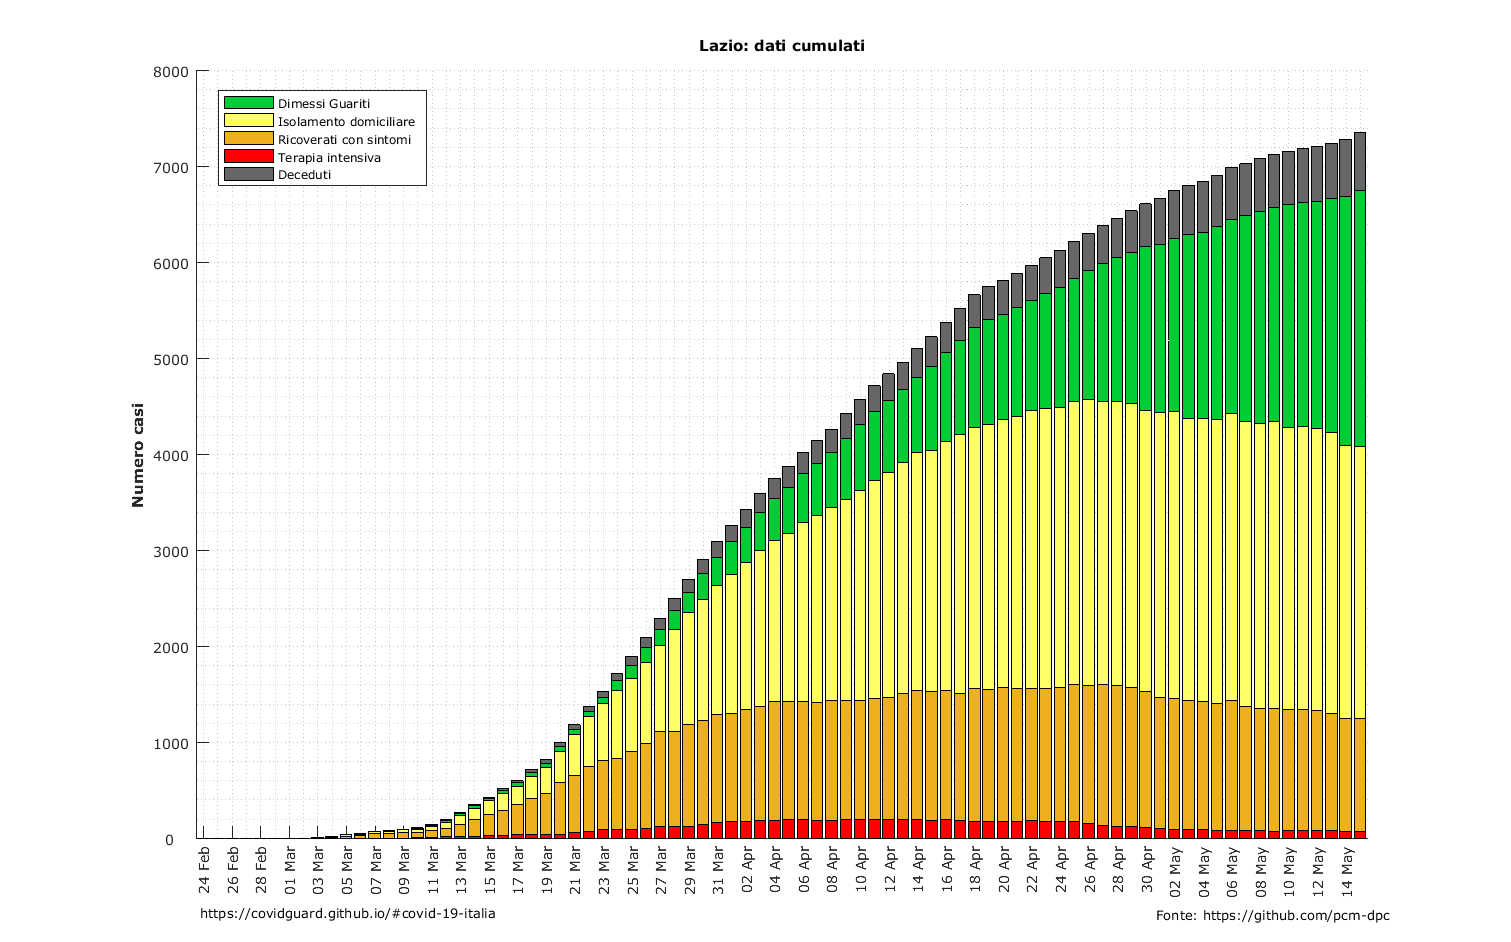 Lazio: dati cumulati
8000
7000
6000
5000
4000
3000
2000
1000
0
Numero casi
Dimessi Guariti
Isolamento domiciliare
Ricoverati con sintomi
Terapia intensiva
Deceduti
24 Feb
26 Feb
28 Feb
01 Mar
03 Mar
05 Mar
07 Mar
09 Mar
11 Mar
13 Mar
15 Mar
17 Mar
19 Mar
21 Mar
23 Mar
25 Mar
27 Mar
29 Mar
31 Mar
02 Apr
04 Apr
06 Apr
08 Apr
10 Apr
12 Apr
14 Apr
16 Apr
18 Apr
20 Apr
22 Apr
24 Apr
26 Apr
28 Apr
30 Apr
02 May
04 May
06 May
08 May
10 May
12 May
14 May
https://covidguard.github.io/#covid-19-italia
Fonte: https://github.com/pcm-dpc